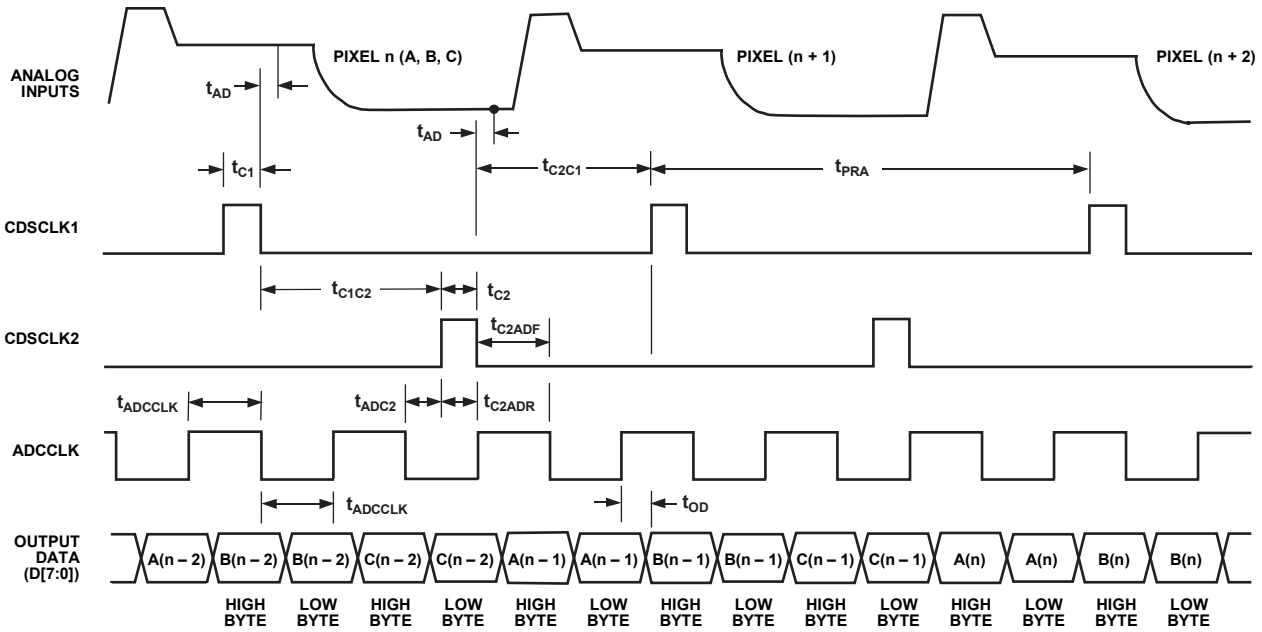 PIXEL n (A, B, C)
PIXEL (n + 1)
PIXEL (n + 2)
ANALOG
INPUTS
tAD
tAD
tC1
tC2C1
tPRA
CDSCLK1
tC1C2
tC2
CDSCLK2
tC2ADF
tADCCLK
tADC2
tC2ADR
ADCCLK
tADCCLK
tOD
OUTPUT
DATA
(D[7:0])
A(n – 2) B(n – 2) B(n – 2) C(n – 2) C(n – 2) A(n – 1) A(n – 1) B(n – 1) B(n – 1) C(n – 1) C(n – 1) A(n) A(n) B(n) B(n)
HIGH LOW HIGH LOW HIGH LOW HIGH LOW HIGH LOW HIGH LOW HIGH LOW
BYTE BYTE BYTE BYTE BYTE BYTE BYTE BYTE BYTE BYTE BYTE BYTE BYTE BYTE